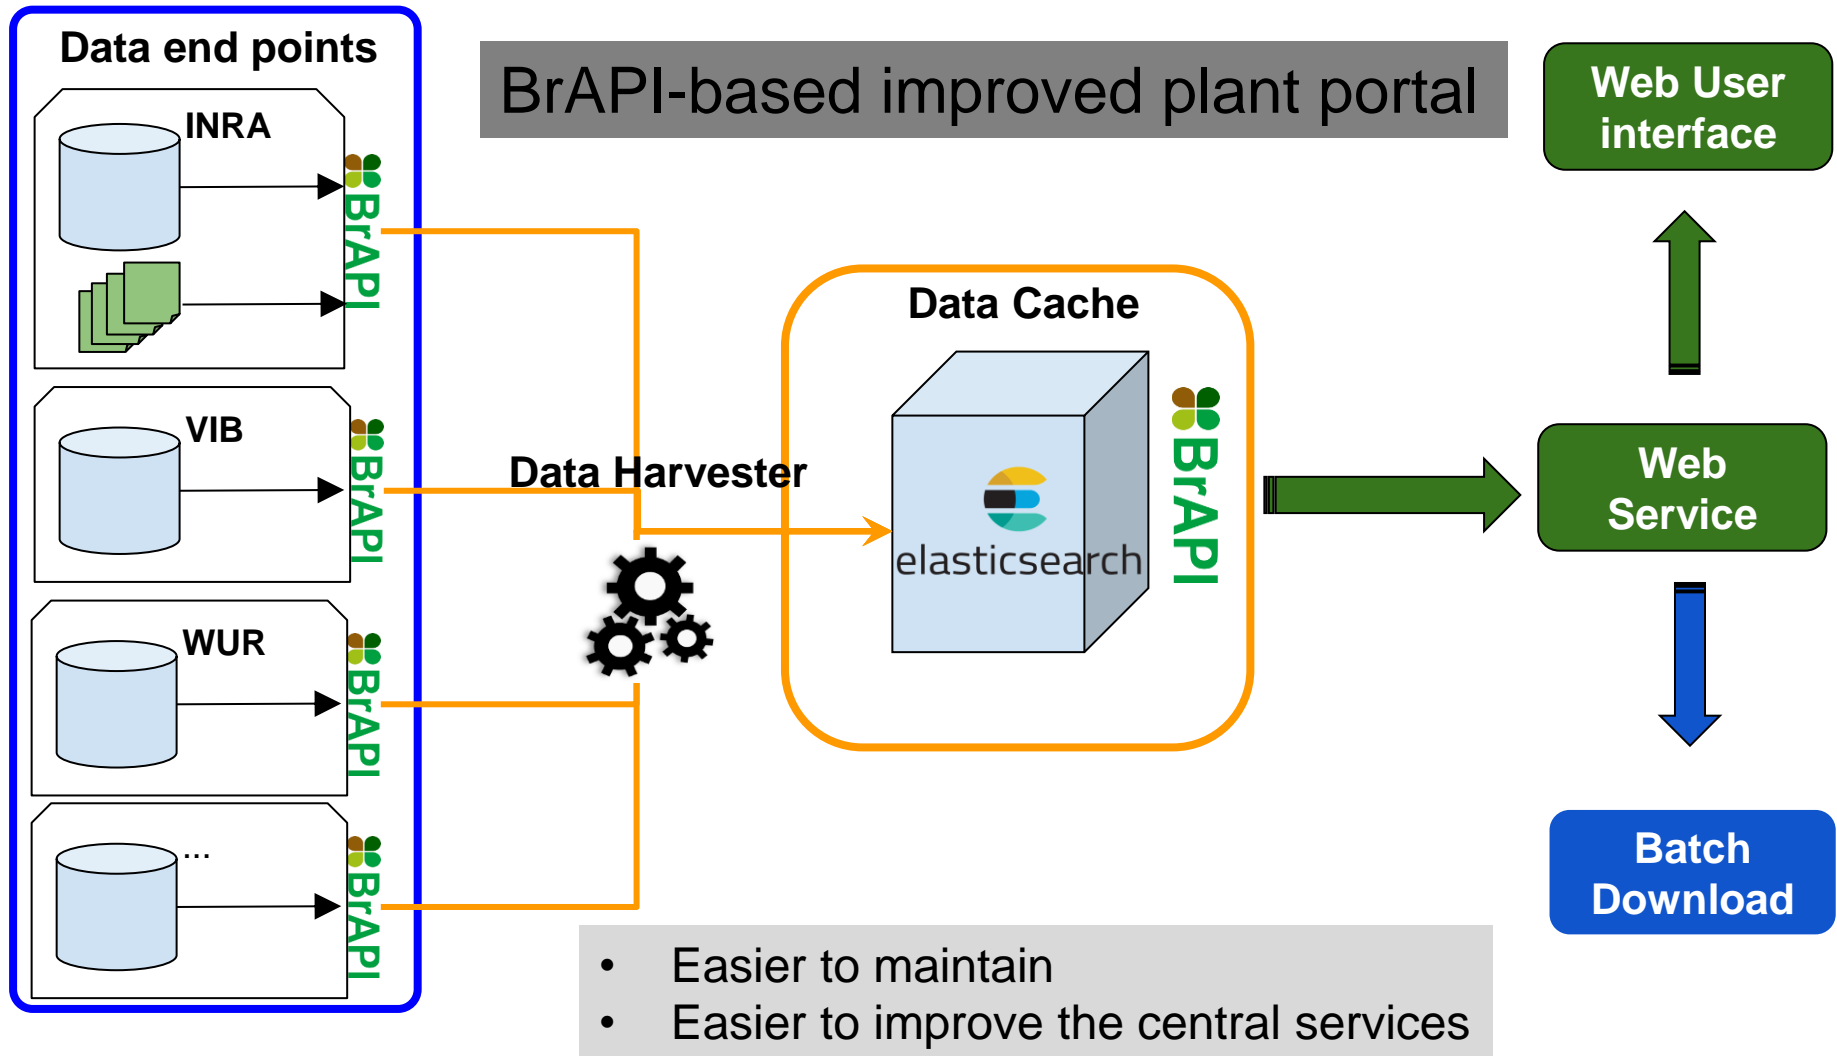 Data end points
BrAPI-based improved plant portal
Web User
interface
INRA
BrAPI
VIB
BrAPI
WUR
BrAPI
...
BrAPI
Data Harvester
Data Cache
elasticsearch
BrAPI
Web
Service
Batch
Download
• Easier to maintain
• Easier to improve the central services